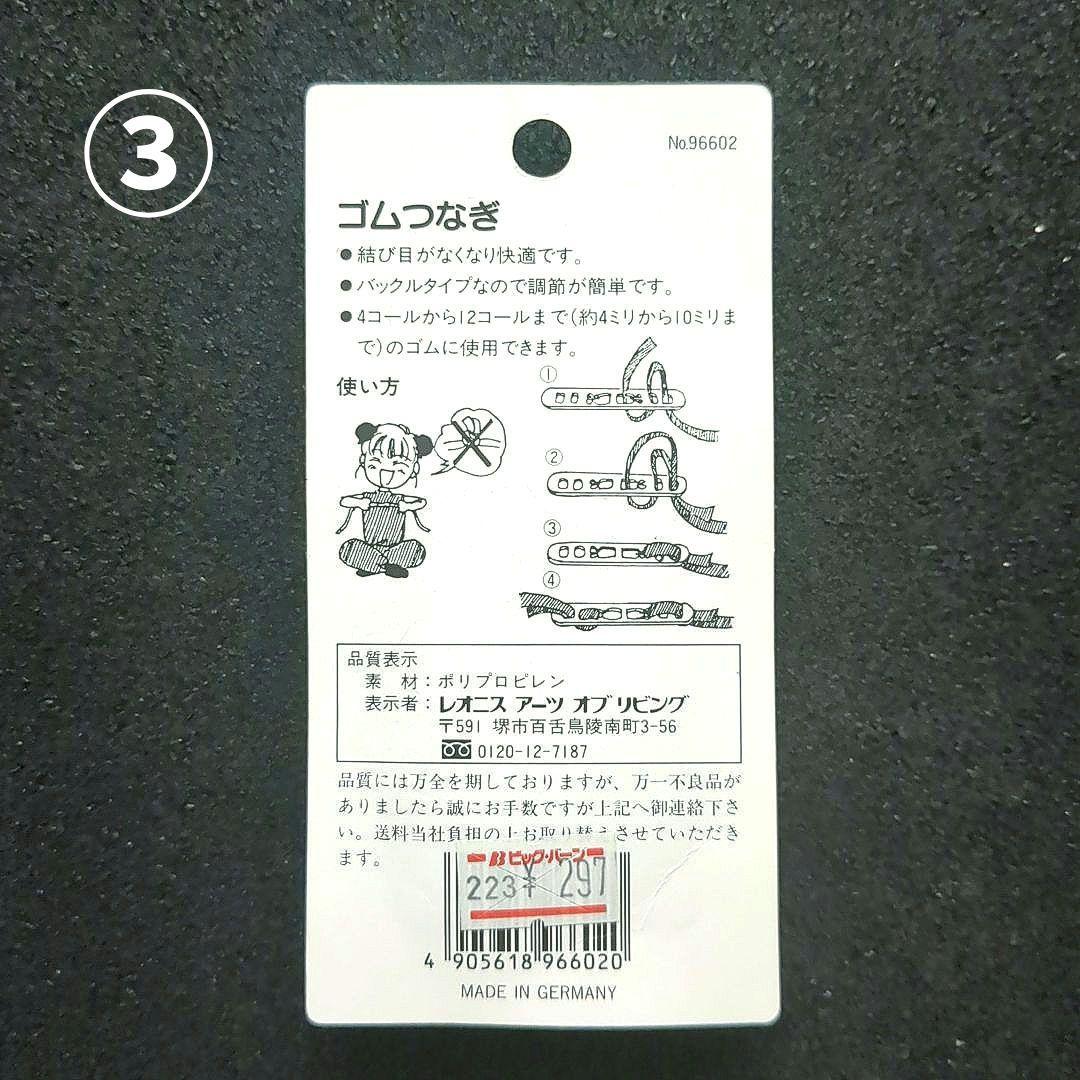 ③
No.96602
ゴムつなぎ
●結び目がなくなり快適です。
●バックルタイプなので調節が簡単です。
●4コールから12コールまで(約4ミリから10ミリま
で)のゴムに使用できます。
使い方
①
②
③
④
品質表示
素 材:ポリプロピレン
表示者:レオニス アーツ オブ リビング
〒591 堺市百舌鳥陵南町3-56
0120-12-7187
品質には万全を期しておりますが、万一不良品が
ありましたら誠にお手数ですが上記へ御連絡下さ
い。送料当社負担の上お取り替えさせていただき
ます。
ビッグ・バーン
223 ¥ 297
4 905618 966020
MADE IN GERMANY